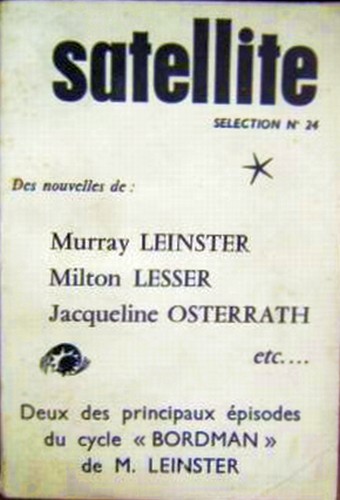 satellite
SELECTION N° 24
Des nouvelles de :
Murray LEINSTER
Milton LESSER
Jacqueline OSTERRATH
etc....
Deux des principaux épisodes
du cycle « BORDMAN »
de M. LEINSTER